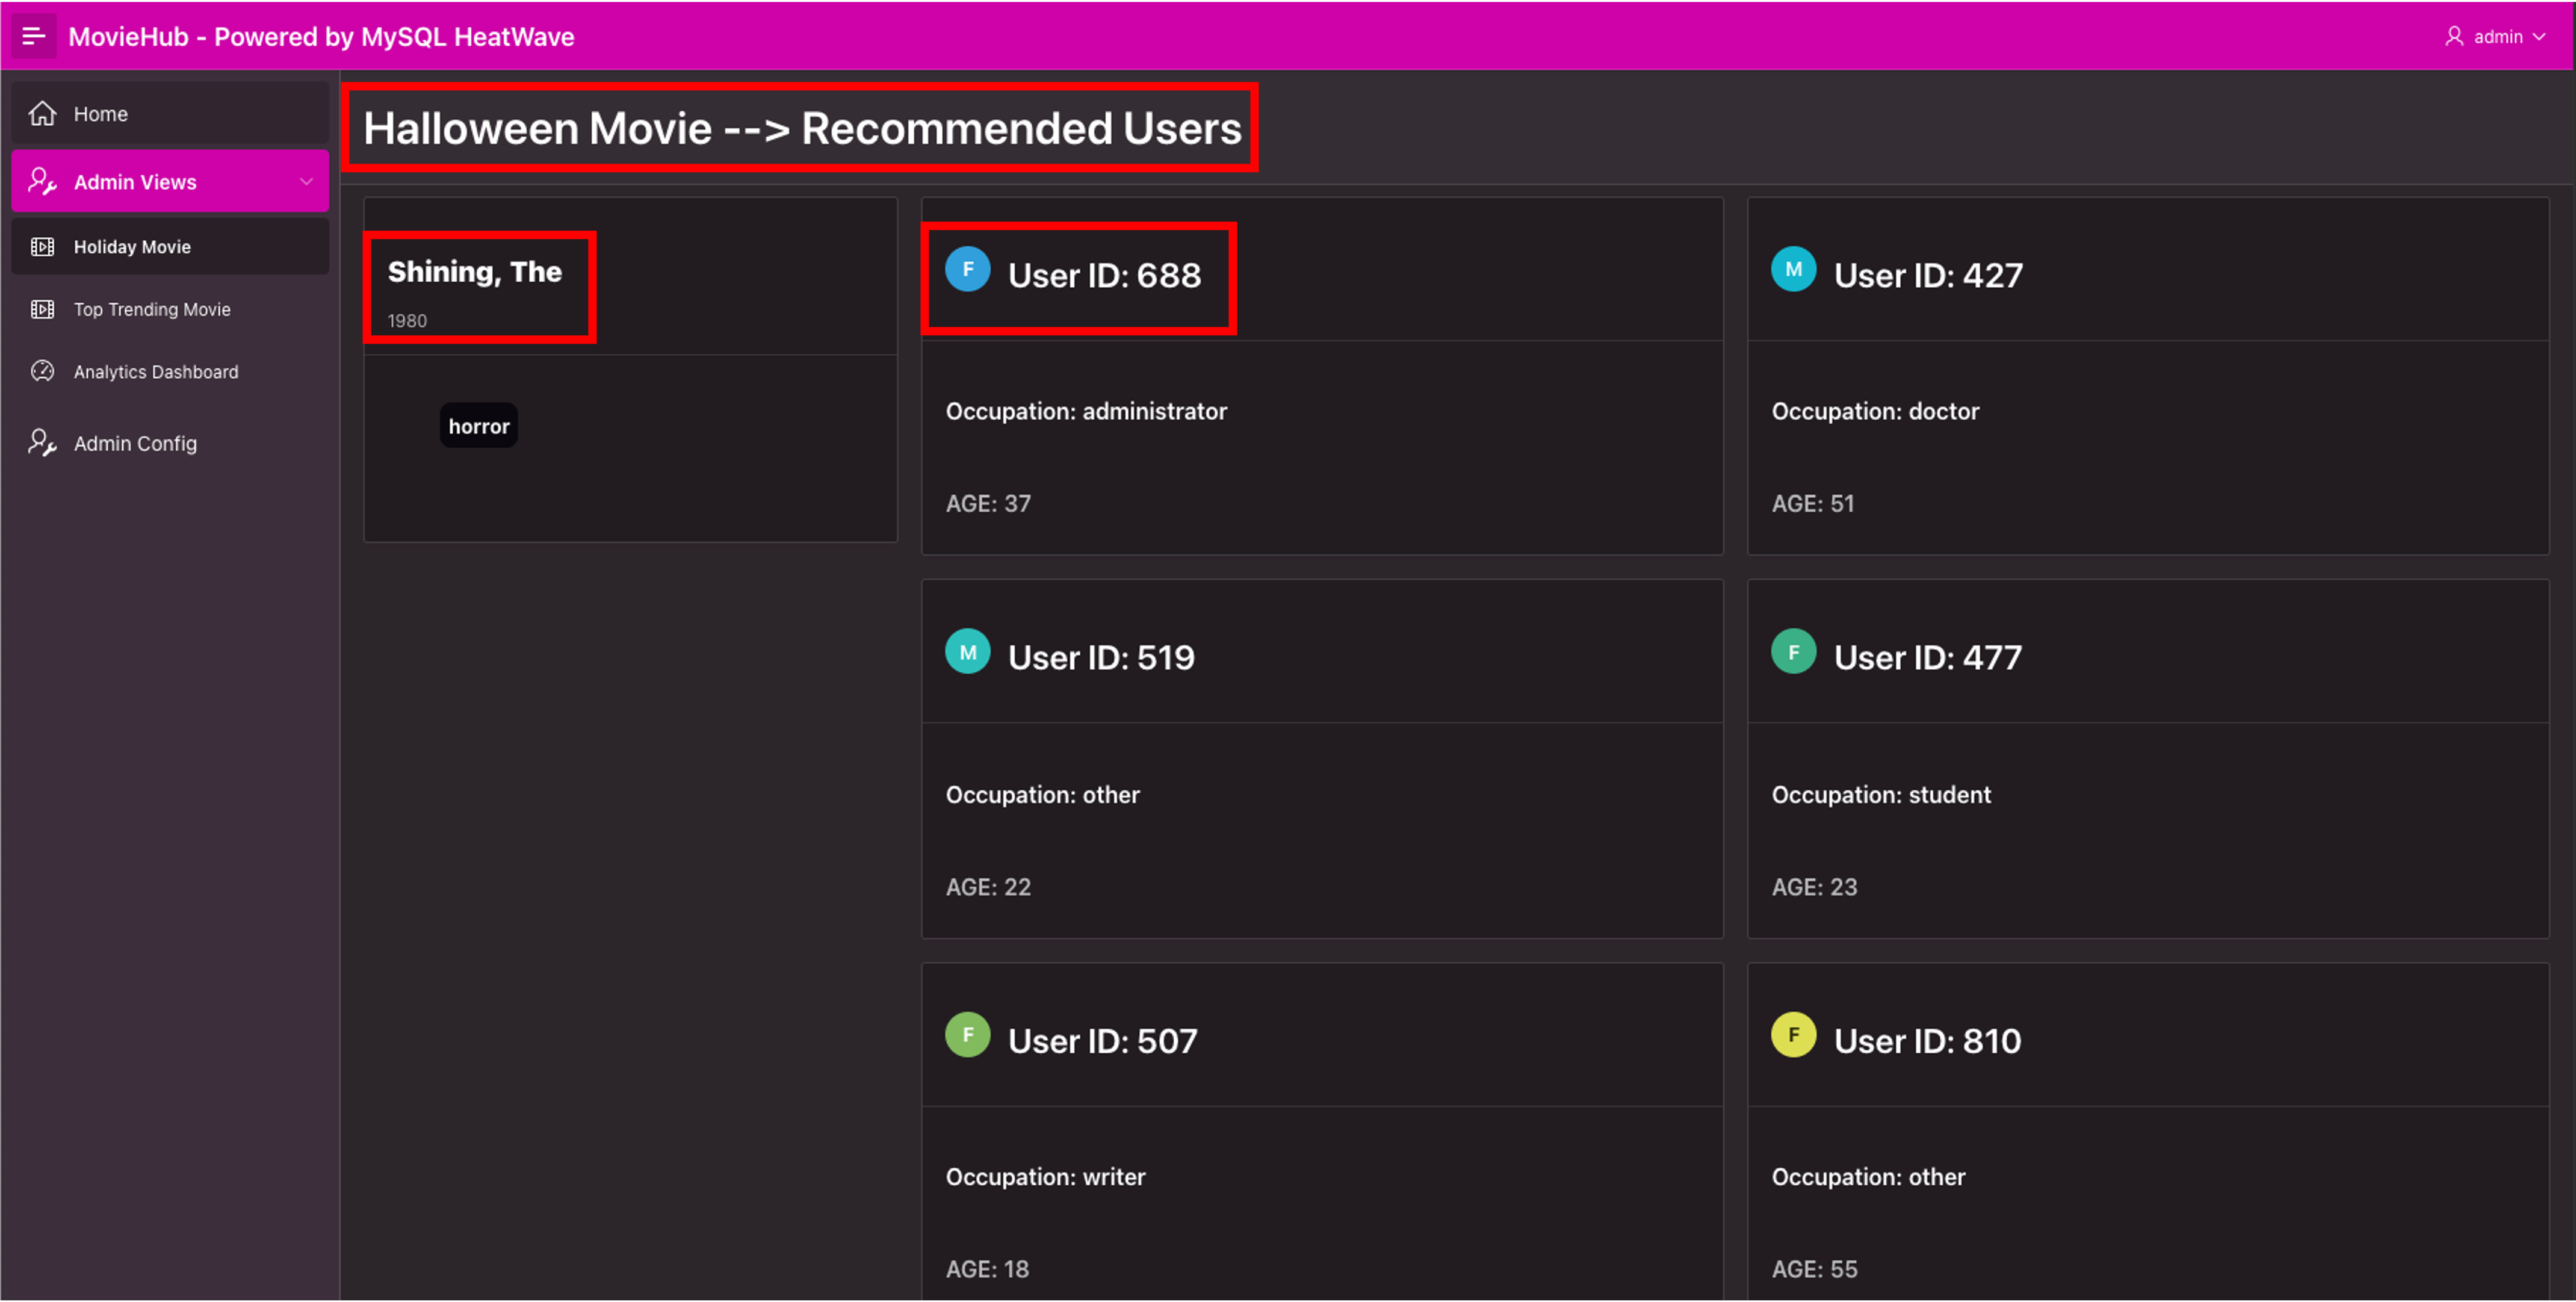 MovieHub - Powered by MySQL HeatWave
admin
Home
Admin Views
Holiday Movie
Top Trending Movie
Analytics Dashboard
Admin Config
Halloween Movie --> Recommended Users
Shining, The
1980
horror
F User ID: 688
Occupation: administrator
AGE: 37
M User ID: 427
Occupation: doctor
AGE: 51
M User ID: 519
Occupation: other
AGE: 22
F User ID: 477
Occupation: student
AGE: 23
F User ID: 507
Occupation: writer
AGE: 18
F User ID: 810
Occupation: other
AGE: 55